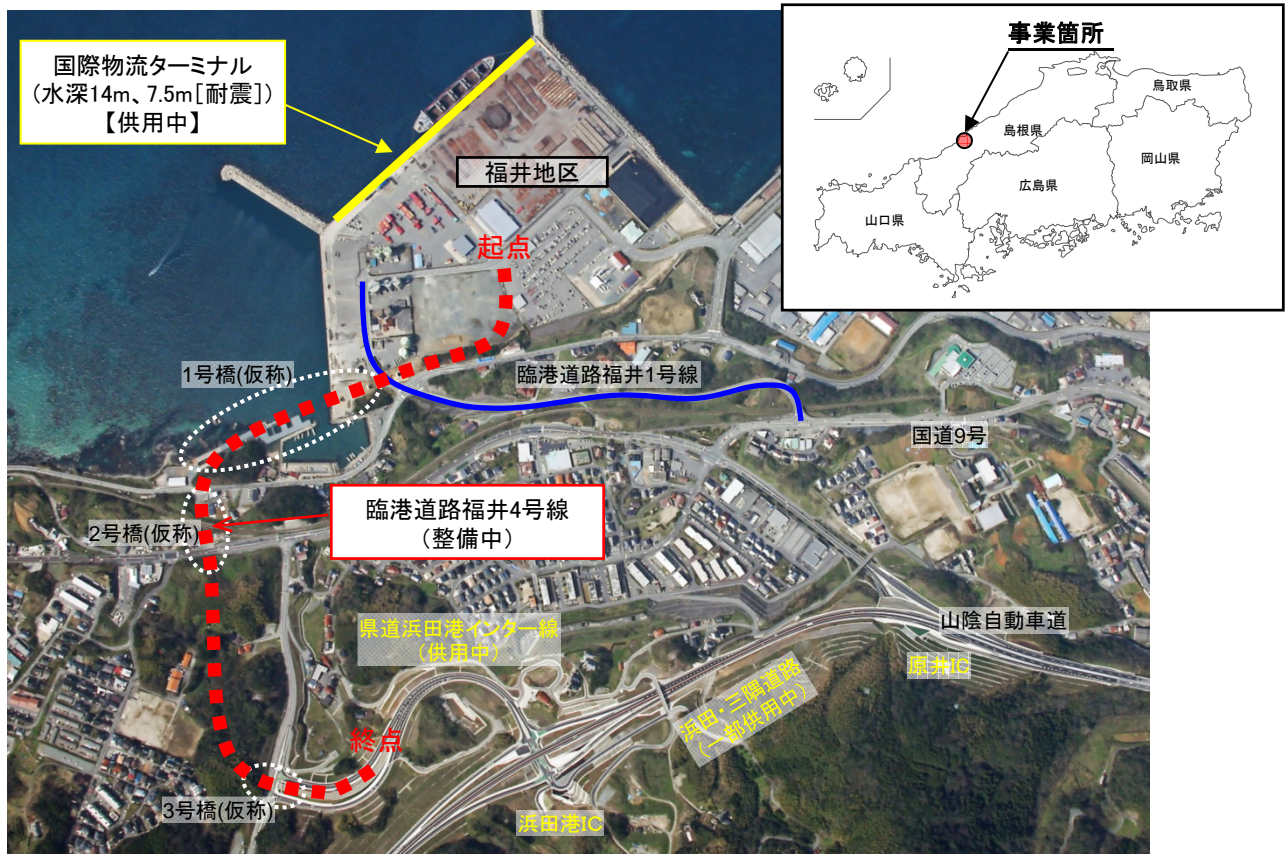 国際物流ターミナル
(水深14m、7.5m[耐震])
【供用中】
福井地区
起点
1号橋(仮称)
臨港道路福井1号線
国道9号
臨港道路福井4号線
(整備中)
2号橋(仮称)
県道浜田港インター線
(供用中)
山陰自動車道
原井IC
浜田・三隅道路
(一部供用中)
終点
3号橋(仮称)
浜田港IC
事業箇所
鳥取県
島根県
岡山県
広島県
山口県